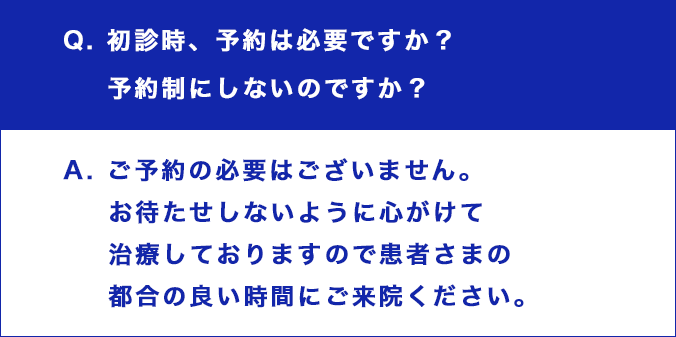 Q. 初診時、予約は必要ですか？
予約制にしないのですか？
A. ご予約の必要はございません。
お待たせしないように心がけて
治療しておりますので患者さまの
都合の良い時間にご来院ください。